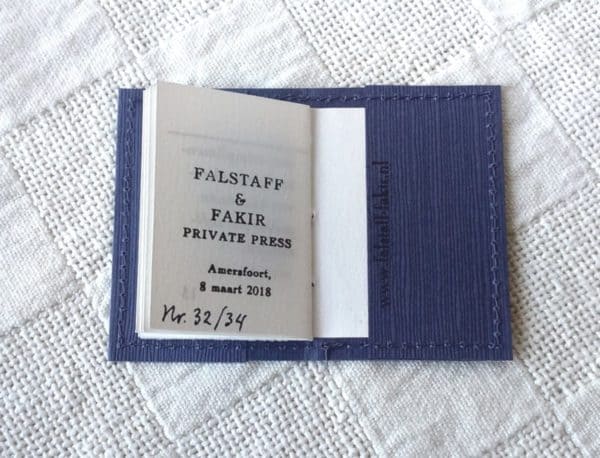 FALSTAFF
&
FAKIR
PRIVATE PRESS
Amersfoort,
8 maart 2018
Nr. 32/34
www.falstaff-fakir.nl